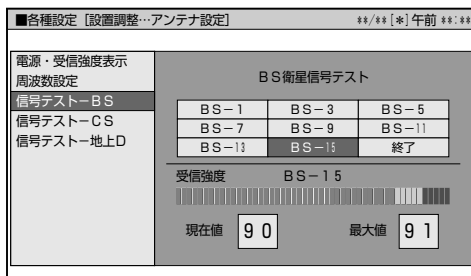 ■各種設定［設置調整…アンテナ設定］ **/**[*]午前 **:**
電源・受信強度表示
周波数設定
信号テスト－ＢＳ
信号テスト－ＣＳ
信号テスト－地上Ｄ
ＢＳ衛星信号テスト
ＢＳ－１ ＢＳ－３ ＢＳ－５
ＢＳ－７ ＢＳ－９ ＢＳ－11
ＢＳ－13 ＢＳ－15 終了
受信強度 ＢＳ－１５
現在値 ９０ 最大値 ９１